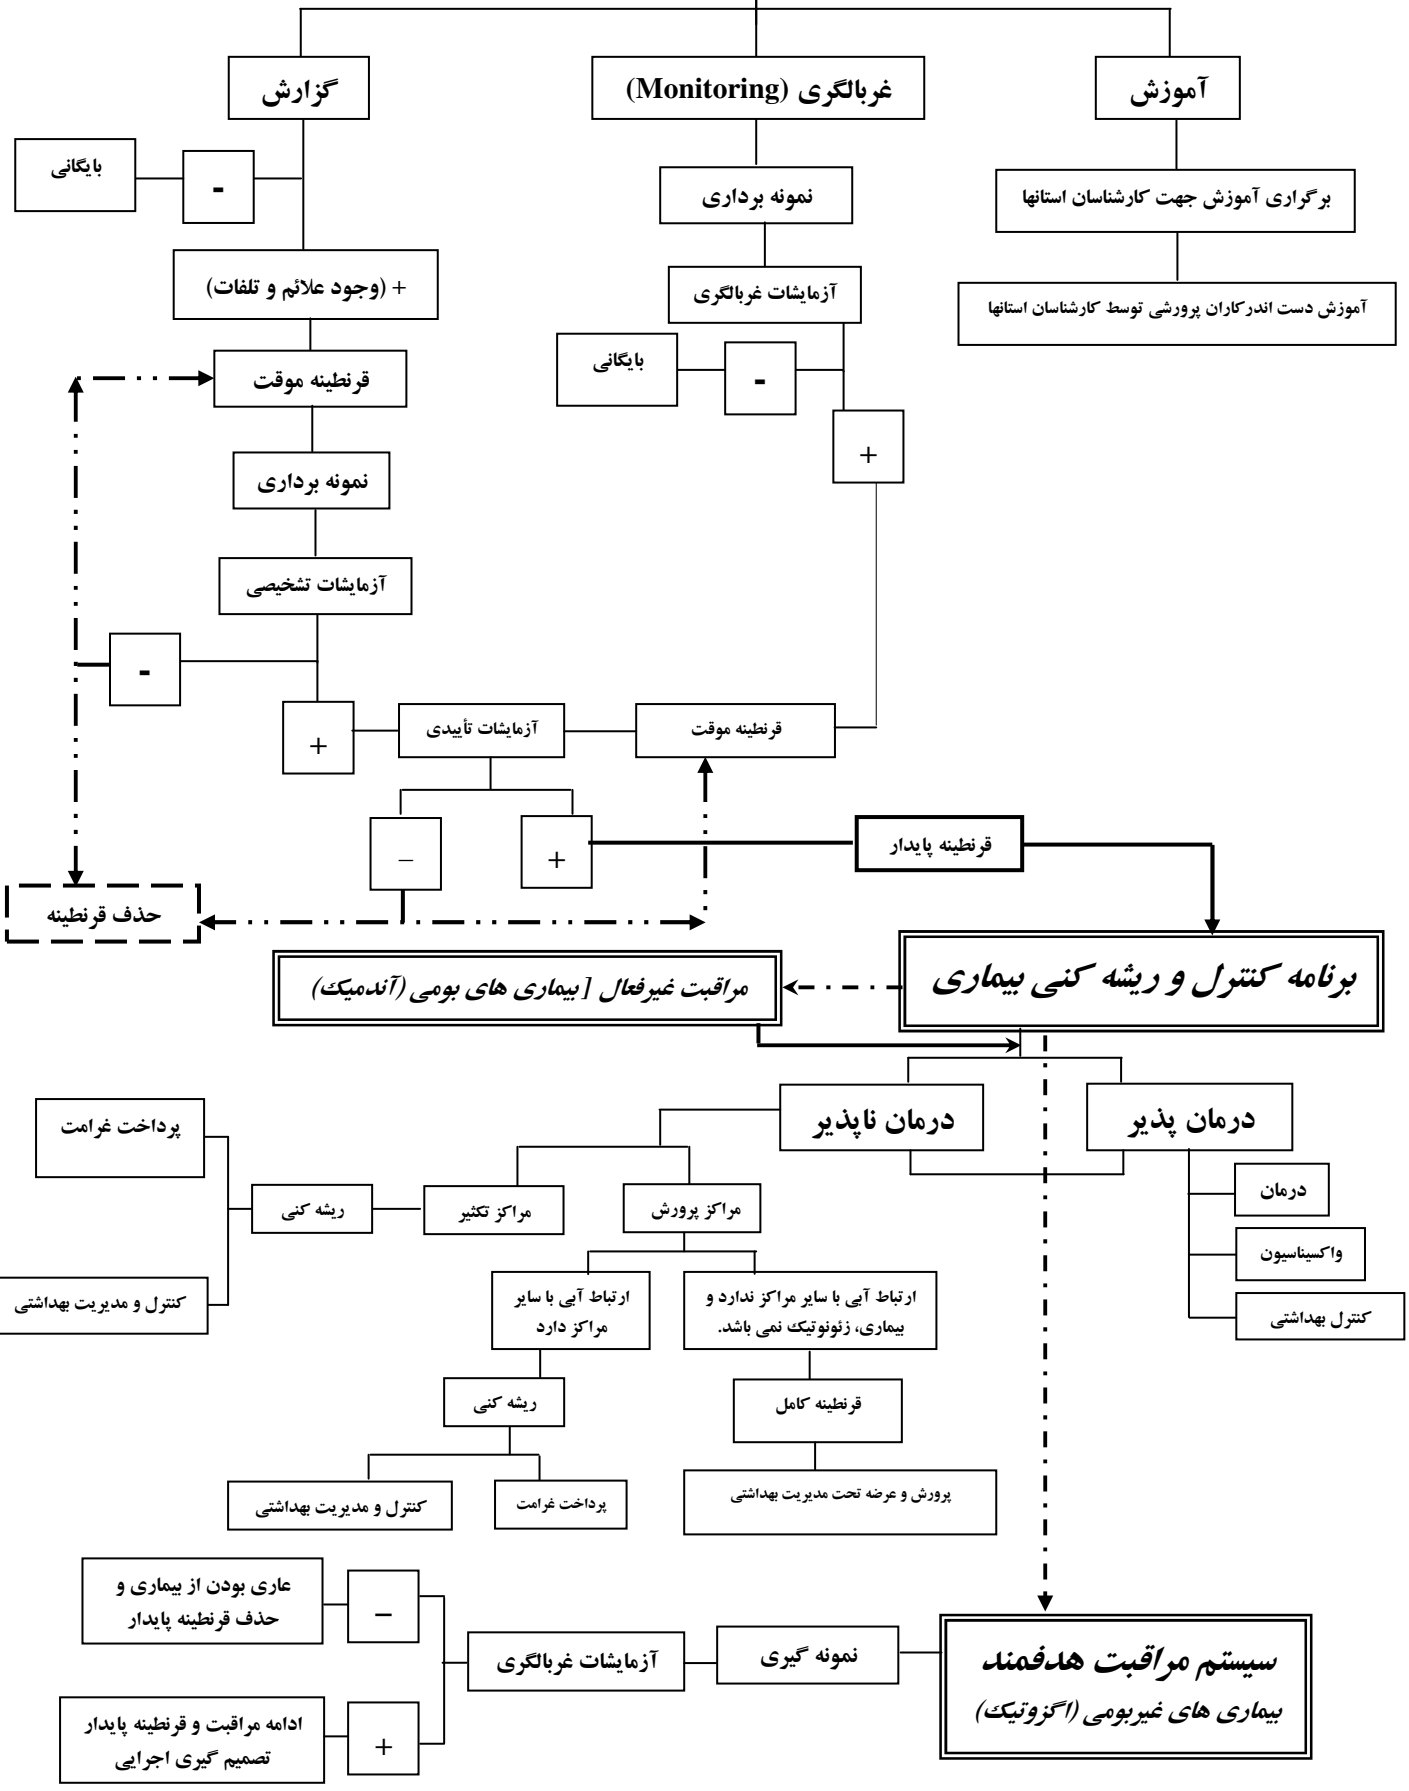 آموزش
غربالگری (Monitoring)
گزارش
بایگانی
-
نمونه برداری
برگراری آموزش جهت کارشناسان استانها
+ (وجود علائم و تلفات)
آزمایشات غربالگری
آموزش دست اندرکاران پرورشی توسط کارشناسان استانها
بایگانی
-
قرنطینه موقت
+
نمونه برداری
آزمایشات تشخیصی
-
+
آزمایشات تأییدی
قرنطینه موقت
–
+
قرنطینه پایدار
حذف قرنطینه
برنامه کنترل و ریشه کنی بیماری
مراقبت غیرفعال [بیماری های بومی (آندمیک)
درمان پذیر
درمان ناپذیر
پرداخت غرامت
درمان
مراکز پرورش
مراکز تکثیر
ریشه کنی
واکسیناسیون
کنترل بهداشتی
کنترل و مدیریت بهداشتی
ارتباط آبی با سایر مراکز ندارد و
بیماری، زئونوتیک نمی باشد.
ارتباط آبی با سایر
مراکز دارد
قرنطینه کامل
ریشه کنی
پرورش و عرضه تحت مدیریت بهداشتی
پرداخت غرامت
کنترل و مدیریت بهداشتی
عاری بودن از بیماری و
حذف قرنطینه پایدار
–
سیستم مراقبت هدفمند
بیماری های غیربومی (اگزوتیک)
نمونه گیری
آزمایشات غربالگری
+
ادامه مراقبت و قرنطینه پایدار
تصمیم گیری اجرایی